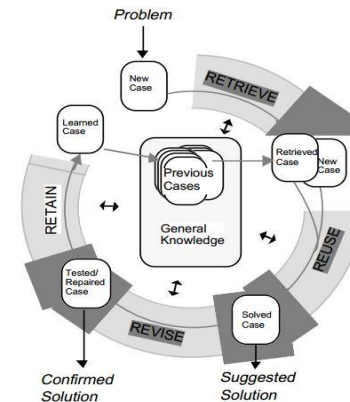 Problem
New
Case
RETRIEVE
Learned
Case
Retrieved
Case
New
Case
Previous
Cases
General
Knowledge
RETAIN
REUSE
Tested/
Repaired
Case
REVISE
Solved
Case
Confirmed
Solution
Suggested
Solution